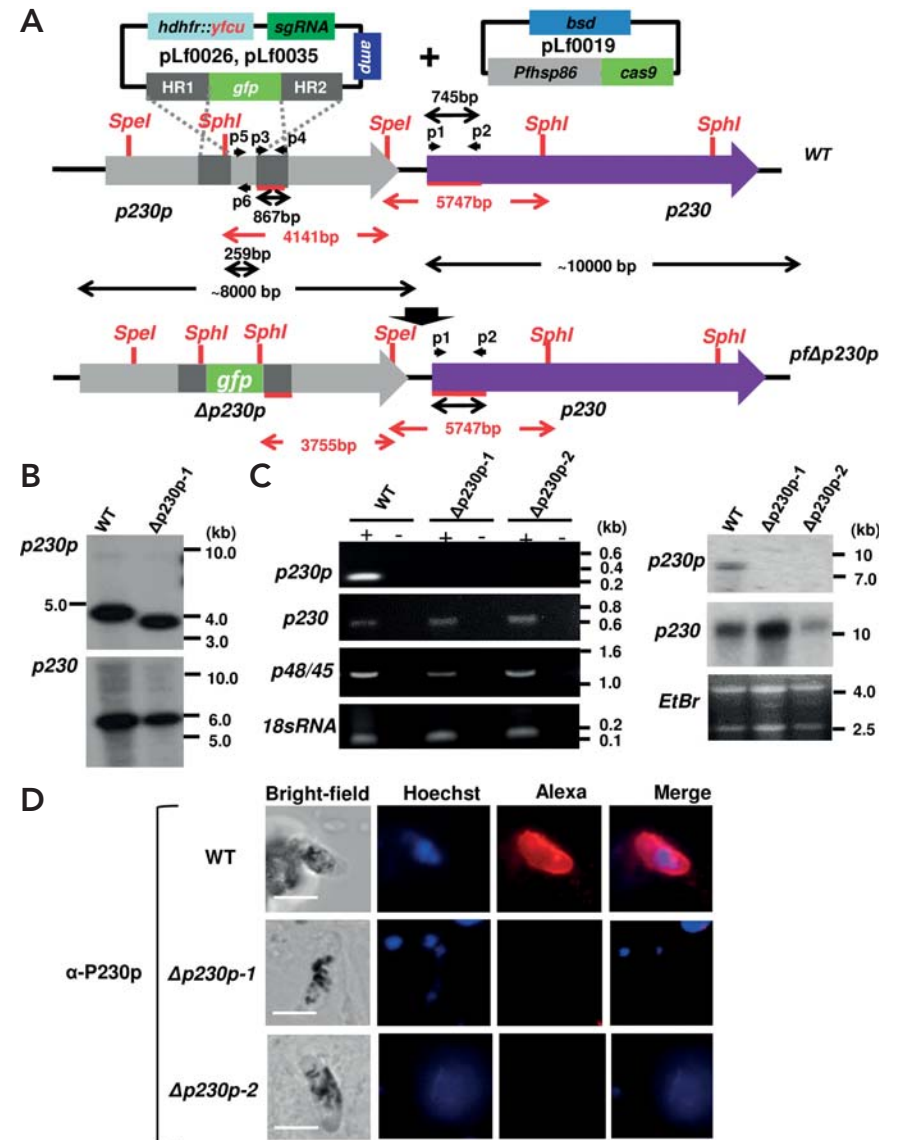 A
hdhfr::yfcu sgRNA
pLf0026, pLf0035
amp
HR1 gfp HR2
+
bsd
pLf0019
Pfhsp86 cas9
745bp
SpeI SphI SpeI SphI SphI
p5 p3 p4 p1 p2
WT
p6
p230p
867bp
5747bp
p230
4141bp
259bp
~8000 bp
~10000 bp
SpeI SphI SphI SpeI SphI SphI
p1 p2
pfΔp230p
gfp
Δp230p
p230
3755bp
5747bp
B
WT Δp230p-1
(kb)
p230p
10.0
5.0
4.0
3.0
p230
10.0
6.0
5.0
C
WT Δp230p-1 Δp230p-2
(kb)
+ - + - + -
p230p
0.6
0.4
0.2
p230
0.8
0.6
p48/45
1.6
1.0
18sRNA
0.2
0.1
WT Δp230p-1 Δp230p-2
(kb)
p230p
10
7.0
p230
10
EtBr
4.0
2.5
D
Bright-field Hoechst Alexa Merge
WT
α-P230p
Δp230p-1
Δp230p-2